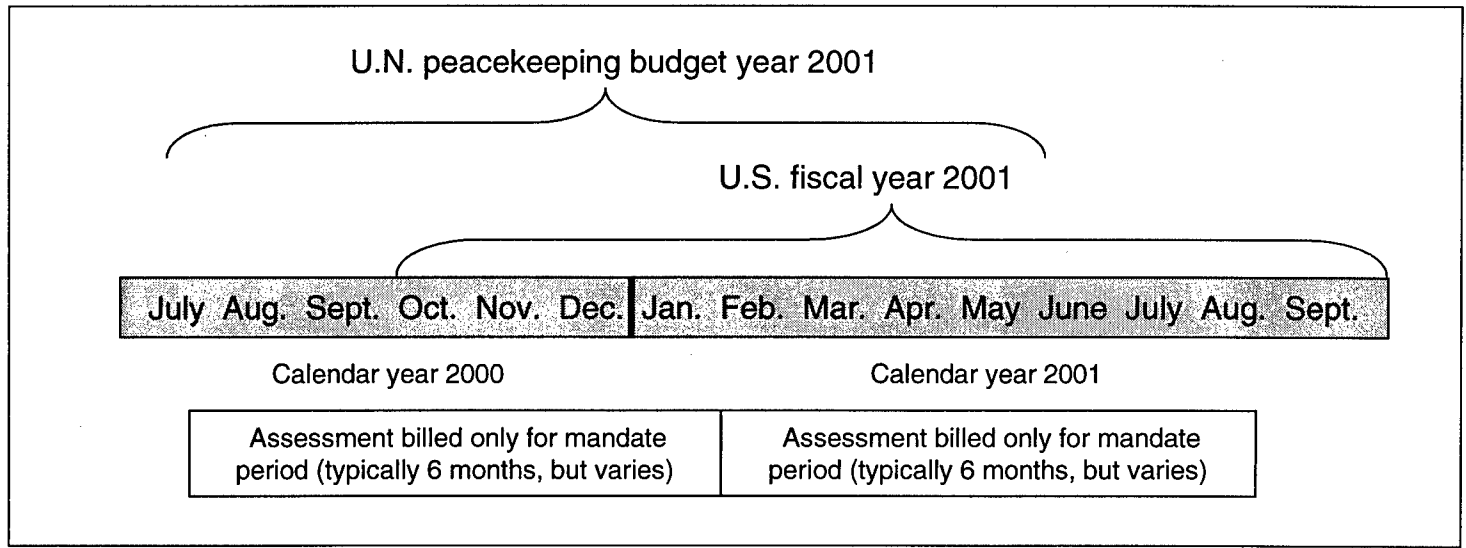 U.N. peacekeeping budget year 2001
U.S. fiscal year 2001
July Aug. Sept. Oct. Nov. Dec. Jan. Feb. Mar. Apr. May June July Aug. Sept.
Calendar year 2000
Calendar year 2001
Assessment billed only for mandate
period (typically 6 months, but varies)
Assessment billed only for mandate
period (typically 6 months, but varies)